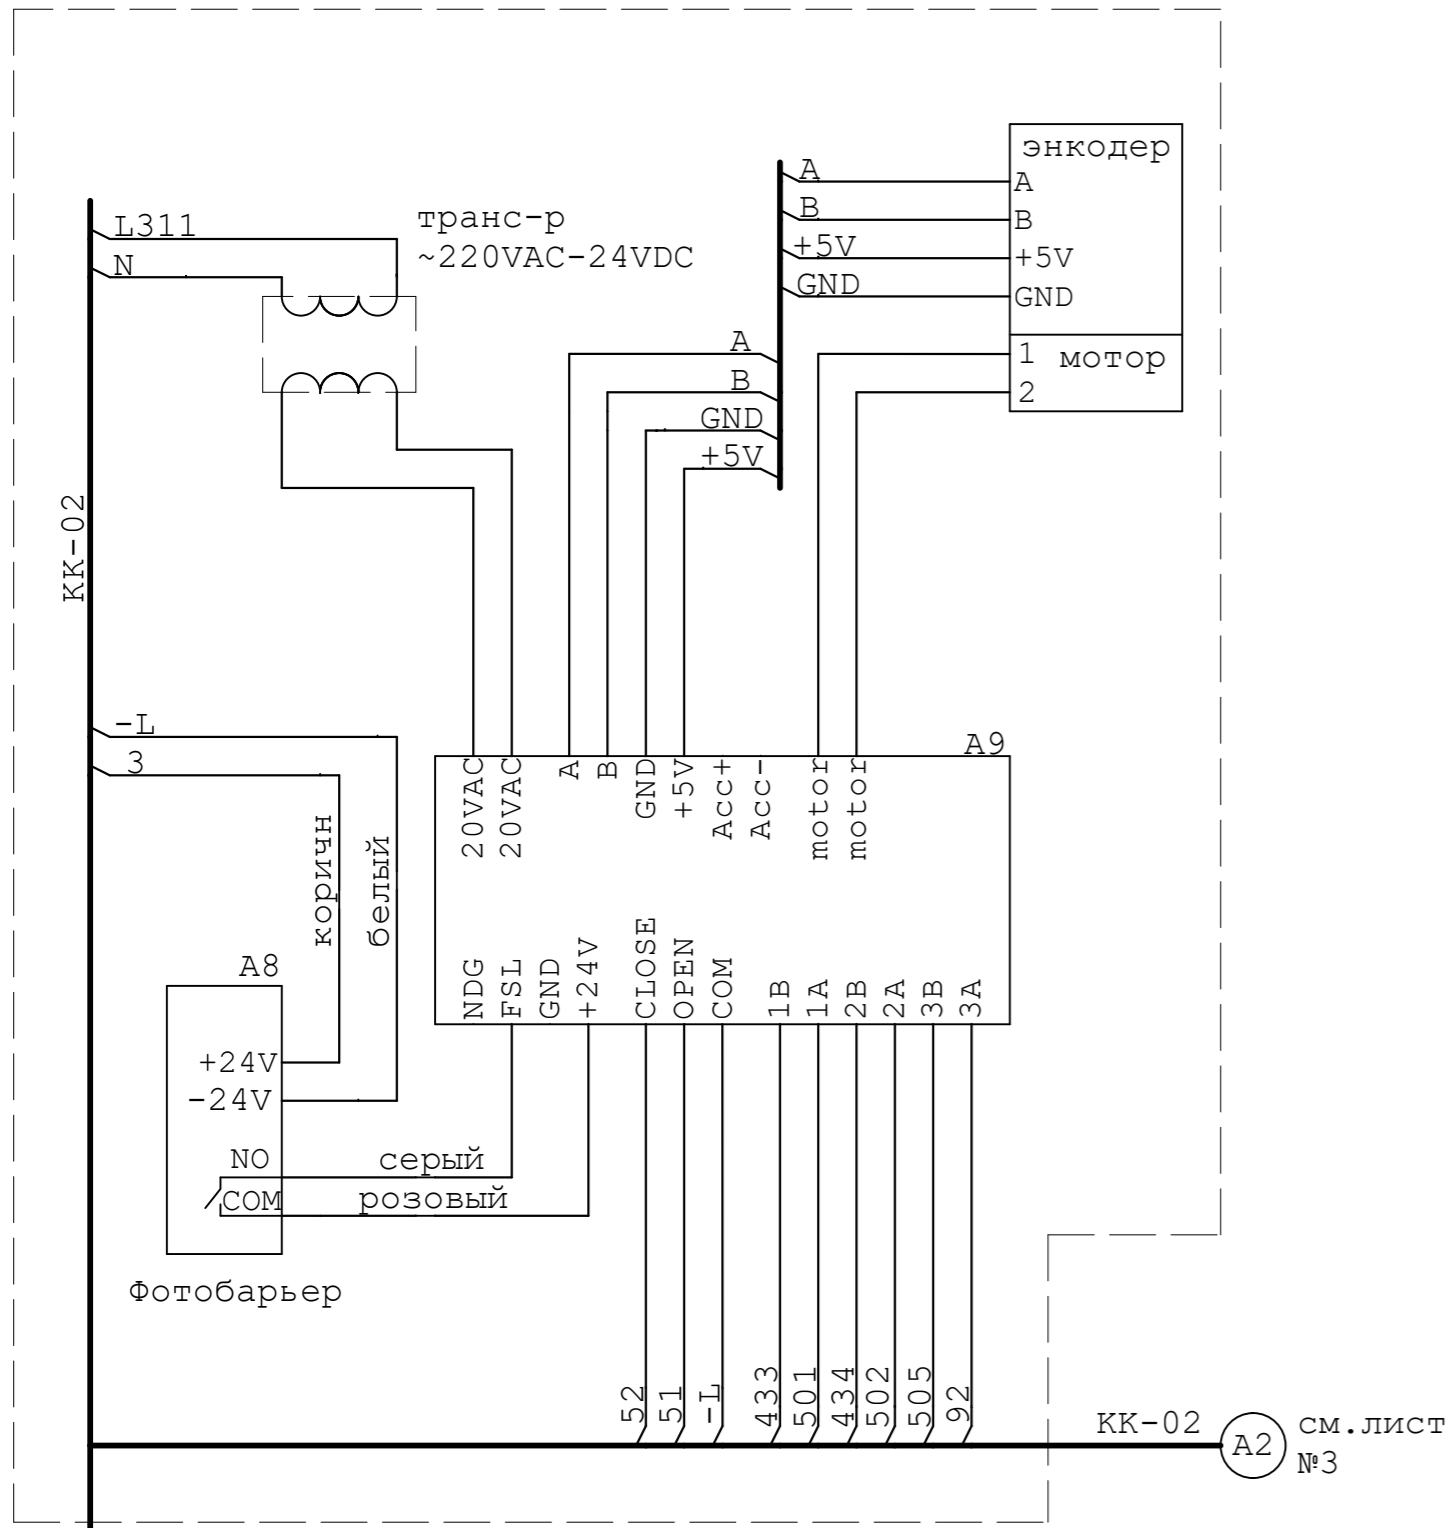 энкодер
A
A
B
B
+5V
+5V
GND
GND
1 мотор
2
L311
N
транс-р
~220VAC-24VDC
A
B
GND
+5V
КК-02
-L
3
коричн
белый
A9
20VAC
20VAC
A
B
GND
+5V
Acc+
Acc-
motor
motor
NDG
FSL
GND
+24V
CLOSE
OPEN
COM
1B
1A
2B
2A
3B
3A
A8
+24V
-24V
NO
COM
серый
розовый
Фотобарьер
52
51
-L
433
501
434
502
505
92
КК-02
A2
см.лист
№3